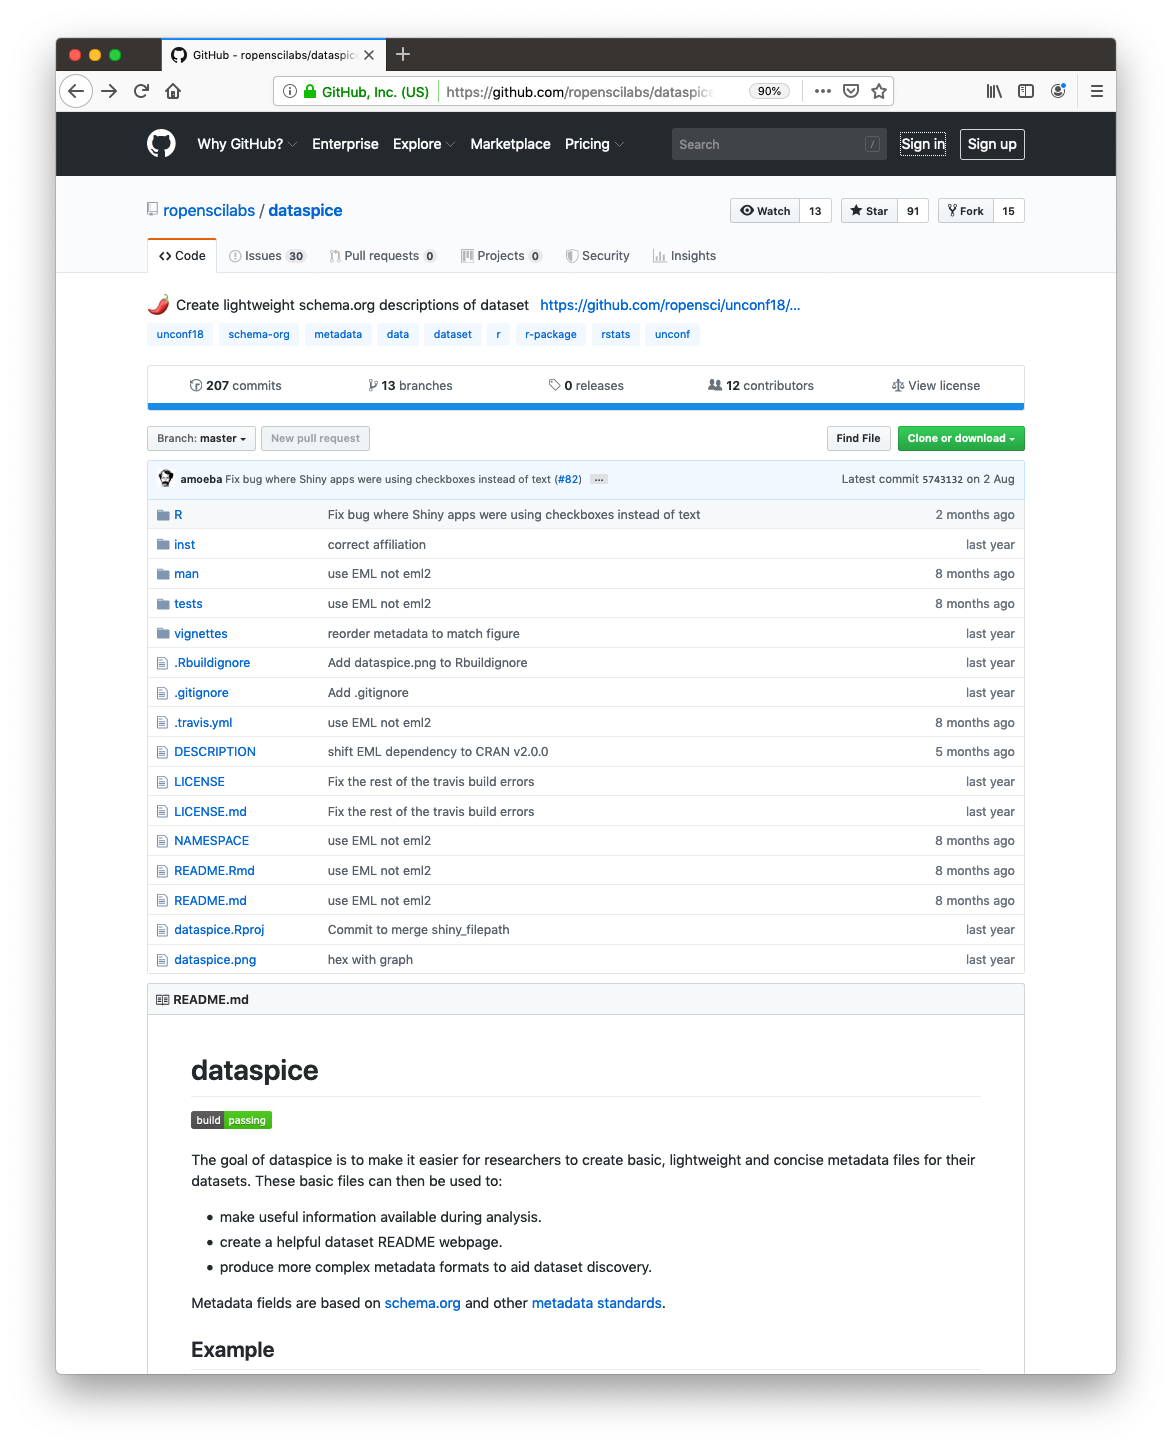 GitHub - ropenscilabs/dataspice
GitHub, Inc. (US) https://github.com/ropenscilabs/dataspice 90%
Why GitHub? Enterprise Explore Marketplace Pricing Search / Sign in Sign up
ropenscilabs / dataspice Watch 13 Star 91 Fork 15
Code Issues 30 Pull requests 0 Projects 0 Security Insights
Create lightweight schema.org descriptions of dataset https://github.com/ropensci/unconf18/...
unconf18 schema-org metadata data dataset r r-package rstats unconf
207 commits 13 branches 0 releases 12 contributors View license
Branch: master New pull request Find File Clone or download
amoeba Fix bug where Shiny apps were using checkboxes instead of text (#82) ... Latest commit 5743132 on 2 Aug
R Fix bug where Shiny apps were using checkboxes instead of text 2 months ago
inst correct affiliation last year
man use EML not eml2 8 months ago
tests use EML not eml2 8 months ago
vignettes reorder metadata to match figure last year
.Rbuildignore Add dataspice.png to Rbuildignore last year
.gitignore Add .gitignore last year
.travis.yml use EML not eml2 8 months ago
DESCRIPTION shift EML dependency to CRAN v2.0.0 5 months ago
LICENSE Fix the rest of the travis build errors last year
LICENSE.md Fix the rest of the travis build errors last year
NAMESPACE use EML not eml2 8 months ago
README.Rmd use EML not eml2 8 months ago
README.md use EML not eml2 8 months ago
dataspice.Rproj Commit to merge shiny_filepath last year
dataspice.png hex with graph last year
README.md
dataspice
build passing
The goal of dataspice is to make it easier for researchers to create basic, lightweight and concise metadata files for their
datasets. These basic files can then be used to:
• make useful information available during analysis.
• create a helpful dataset README webpage.
• produce more complex metadata formats to aid dataset discovery.
Metadata fields are based on schema.org and other metadata standards.
Example